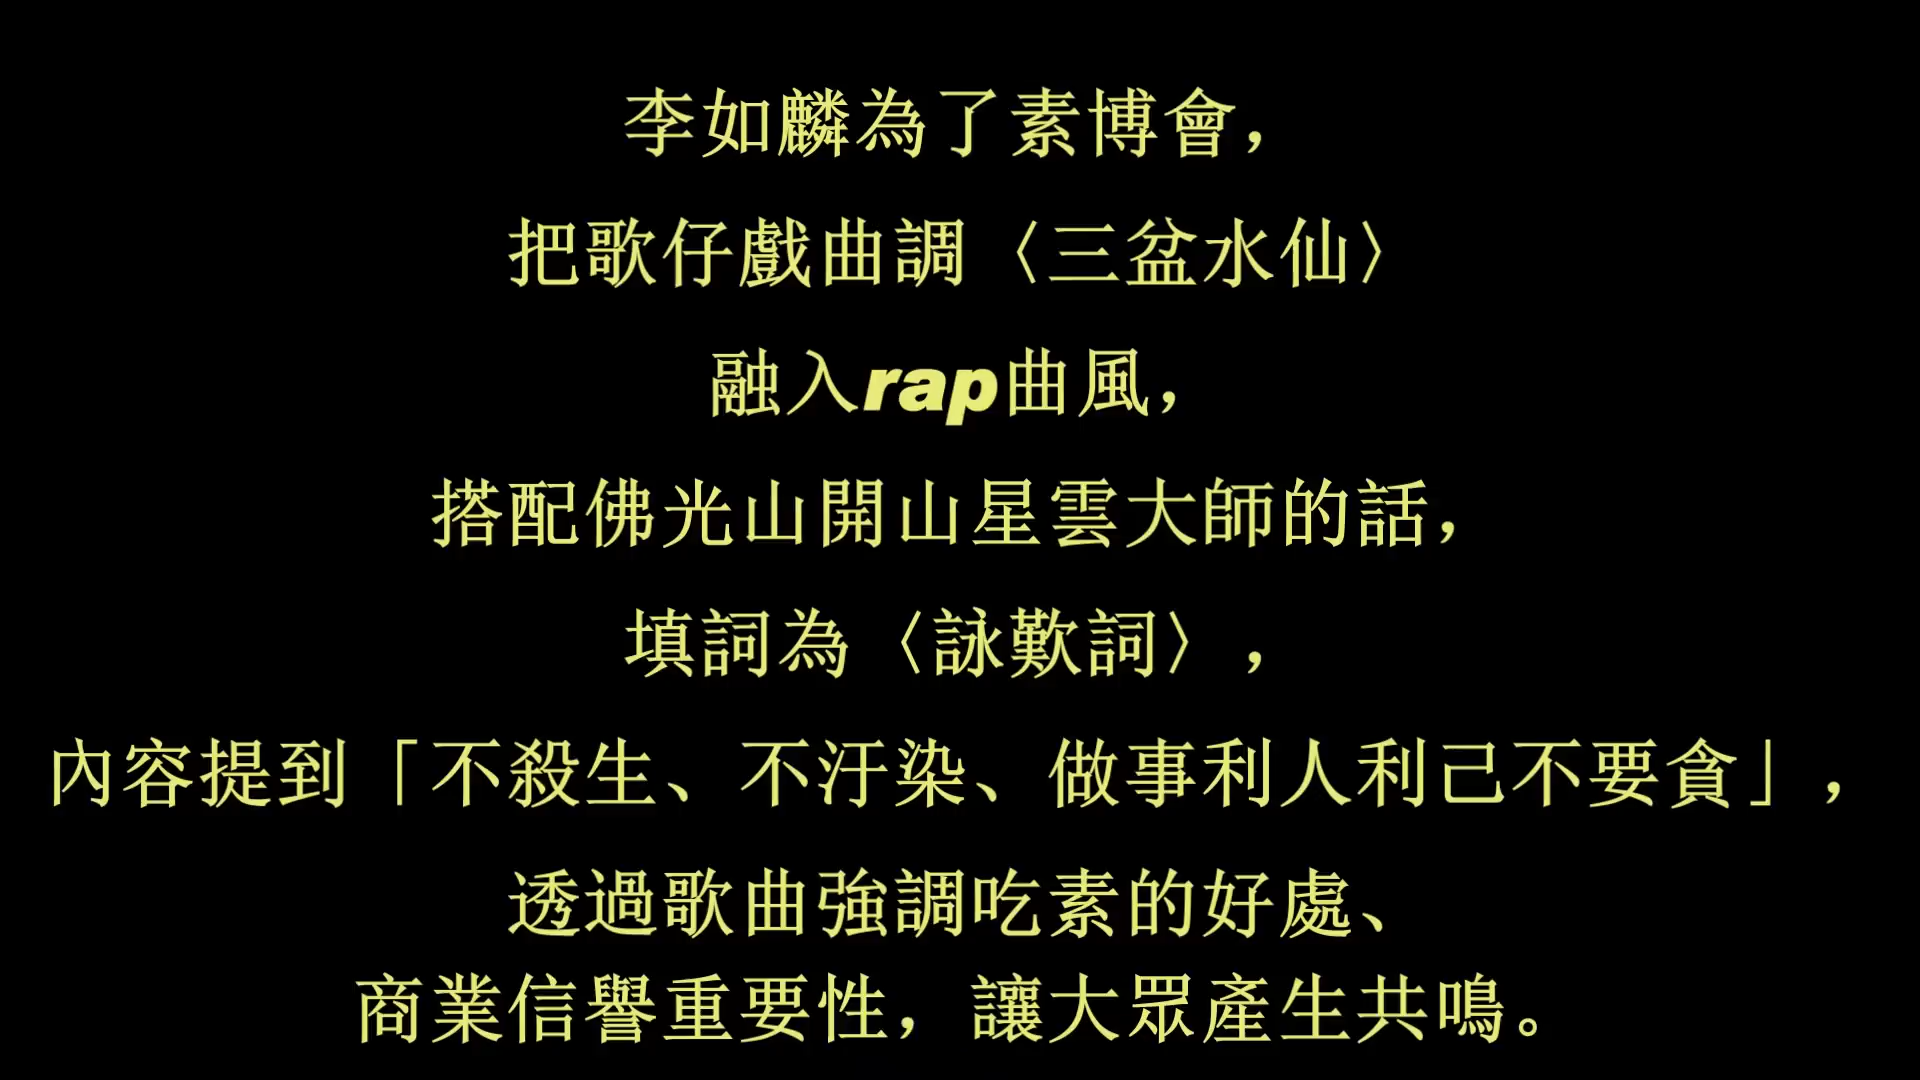 李如麟為了素博會，
把歌仔戲曲調〈三盆水仙〉
融入rap曲風，
搭配佛光山開山星雲大師的話，
填詞為〈詠歎詞〉，
內容提到「不殺生、不汙染、做事利人利己不要貪」，
透過歌曲強調吃素的好處、
商業信譽重要性，讓大眾產生共鳴。